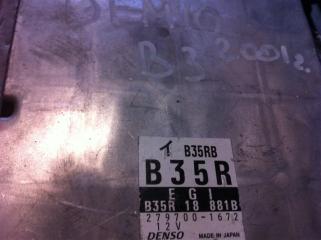 DEMIO
B3 2001г.
B35RB
B35R
EGI
B35R 18 881B
279700-1672
12V
DENSO MADE IN JAPAN